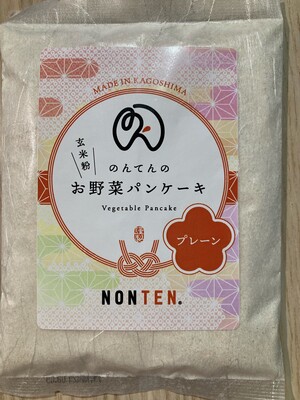 MADE IN KAGOSHIMA
玄米粉
のんてんの
お野菜パンケーキ
Vegetable Pancake
プレーン
NONTEN.